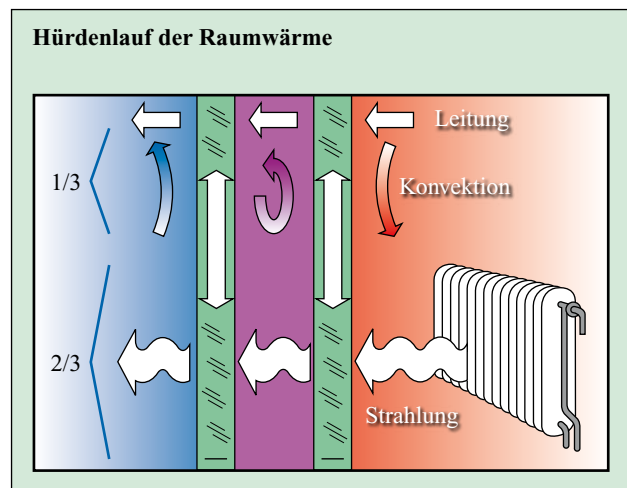 Hürdenlauf der Raumwärme
Leitung
1/3
Konvektion
2/3
Strahlung